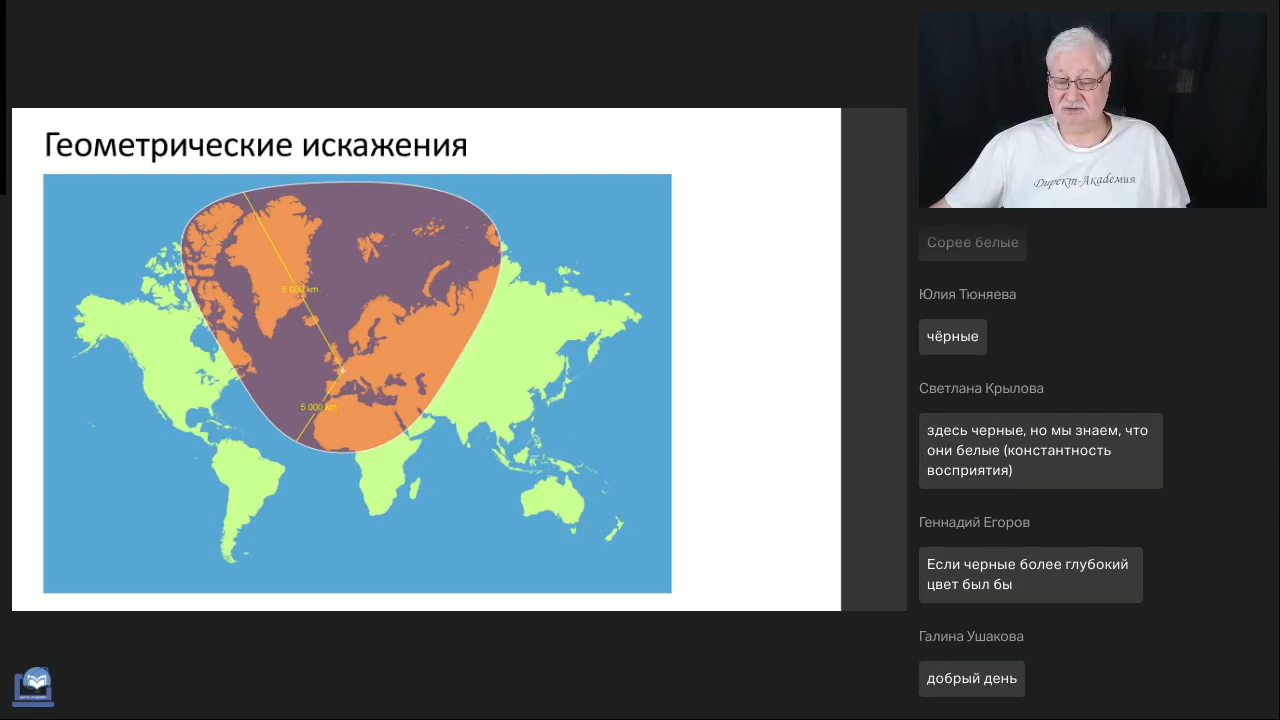 Геометрические искажения
5 000 km
5 000 km
Директ-Академия
Сорее белые
Юлия Тюняева
чёрные
Светлана Крылова
здесь черные, но мы знаем, что
они белые (константность
восприятия)
Геннадий Егоров
Если черные более глубокий
цвет был бы
Галина Ушакова
добрый день